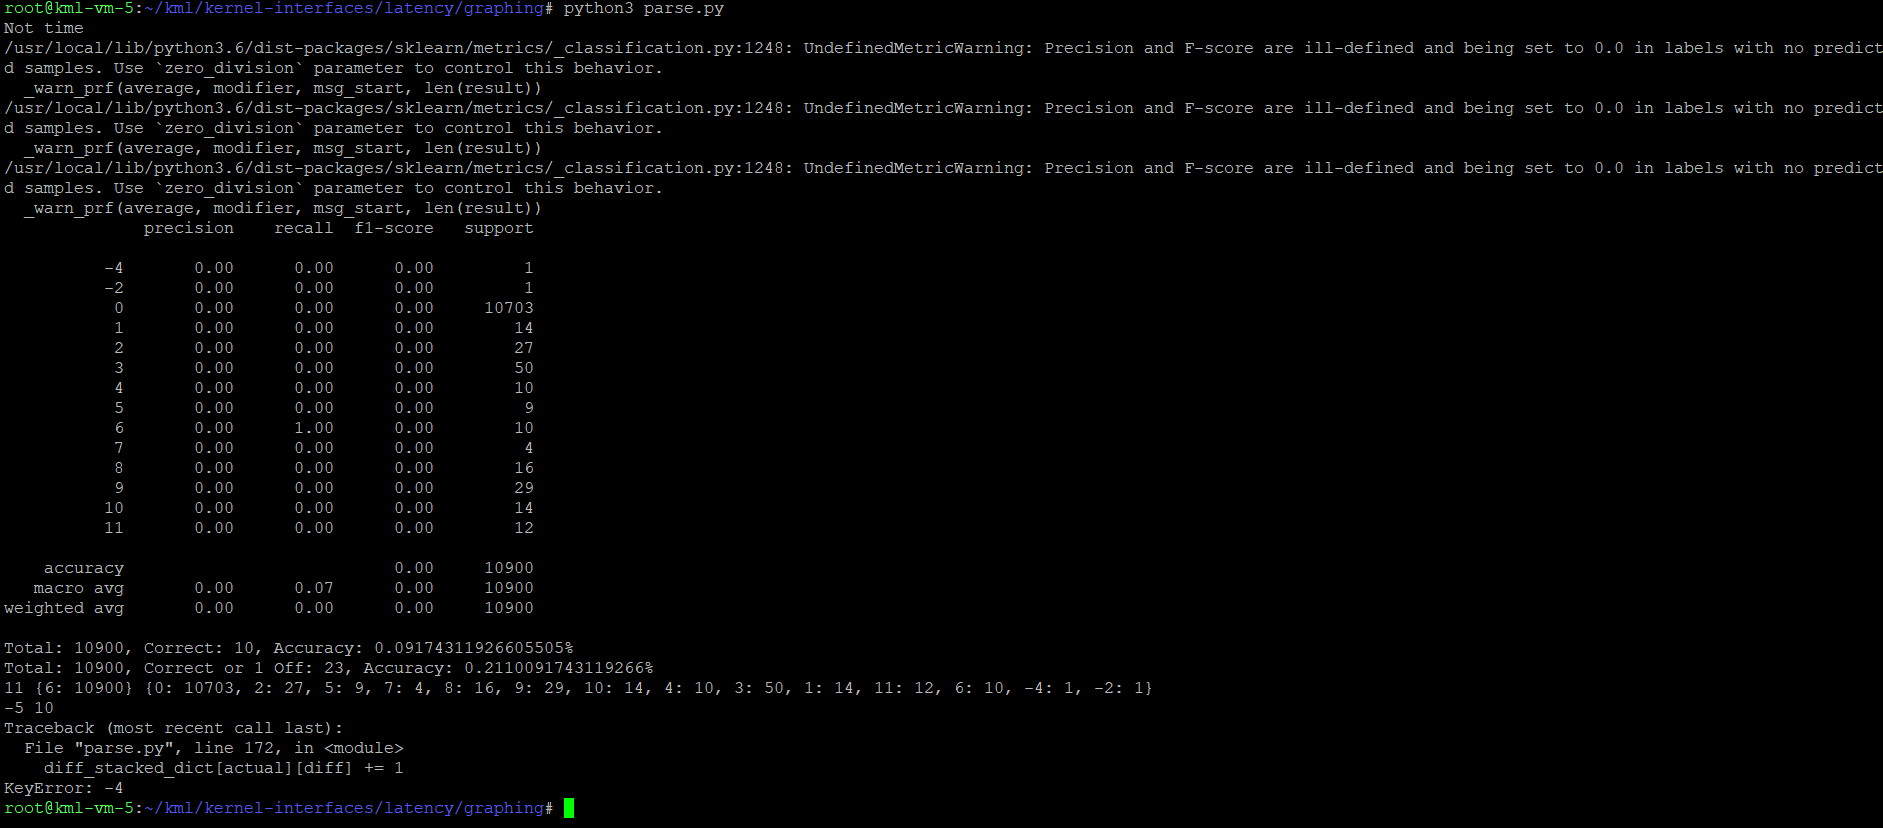 root@kml-vm-5:~/kml/kernel-interfaces/latency/graphing# python3 parse.py
Not time
/usr/local/lib/python3.6/dist-packages/sklearn/metrics/_classification.py:1248: UndefinedMetricWarning: Precision and F-score are ill-defined and being set to 0.0 in labels with no predict
d samples. Use `zero_division` parameter to control this behavior.
  _warn_prf(average, modifier, msg_start, len(result))
/usr/local/lib/python3.6/dist-packages/sklearn/metrics/_classification.py:1248: UndefinedMetricWarning: Precision and F-score are ill-defined and being set to 0.0 in labels with no predict
d samples. Use `zero_division` parameter to control this behavior.
  _warn_prf(average, modifier, msg_start, len(result))
/usr/local/lib/python3.6/dist-packages/sklearn/metrics/_classification.py:1248: UndefinedMetricWarning: Precision and F-score are ill-defined and being set to 0.0 in labels with no predict
d samples. Use `zero_division` parameter to control this behavior.
  _warn_prf(average, modifier, msg_start, len(result))
              precision    recall  f1-score   support

          -4       0.00      0.00      0.00         1
          -2       0.00      0.00      0.00         1
           0       0.00      0.00      0.00     10703
           1       0.00      0.00      0.00        14
           2       0.00      0.00      0.00        27
           3       0.00      0.00      0.00        50
           4       0.00      0.00      0.00        10
           5       0.00      0.00      0.00         9
           6       0.00      1.00      0.00        10
           7       0.00      0.00      0.00         4
           8       0.00      0.00      0.00        16
           9       0.00      0.00      0.00        29
          10       0.00      0.00      0.00        14
          11       0.00      0.00      0.00        12

    accuracy                           0.00     10900
   macro avg       0.00      0.07      0.00     10900
weighted avg       0.00      0.00      0.00     10900

Total: 10900, Correct: 10, Accuracy: 0.09174311926605505%
Total: 10900, Correct or 1 Off: 23, Accuracy: 0.2110091743119266%
11 {6: 10900} {0: 10703, 2: 27, 5: 9, 7: 4, 8: 16, 9: 29, 10: 14, 4: 10, 3: 50, 1: 14, 11: 12, 6: 10, -4: 1, -2: 1}
-5 10
Traceback (most recent call last):
  File "parse.py", line 172, in <module>
    diff_stacked_dict[actual][diff] += 1
KeyError: -4
root@kml-vm-5:~/kml/kernel-interfaces/latency/graphing#